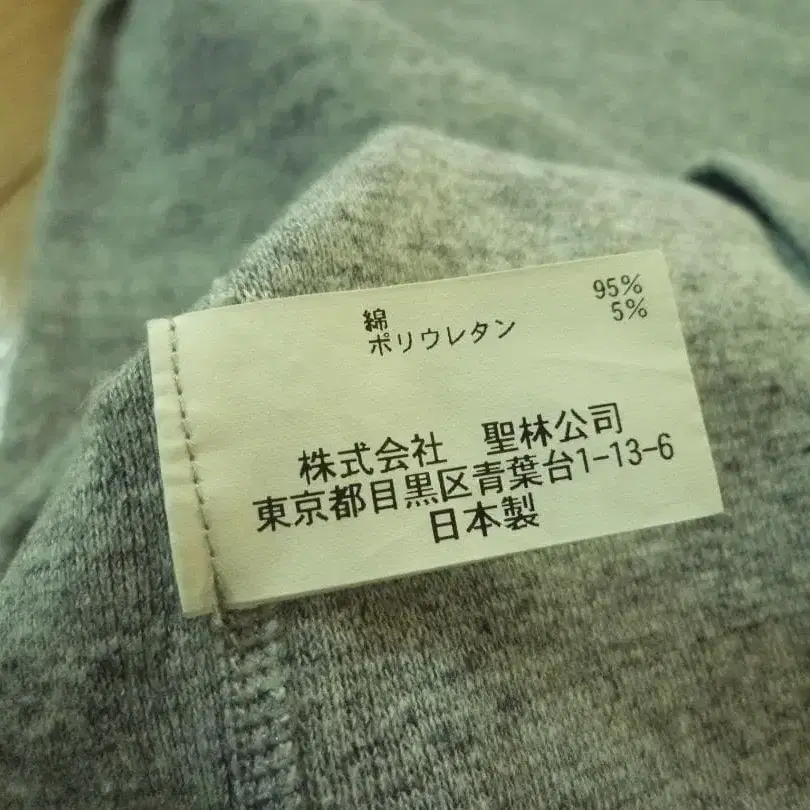 綿 95%
ポリウレタン 5%
株式会社 聖林公司
東京都目黒区青葉台1-13-6
日本製